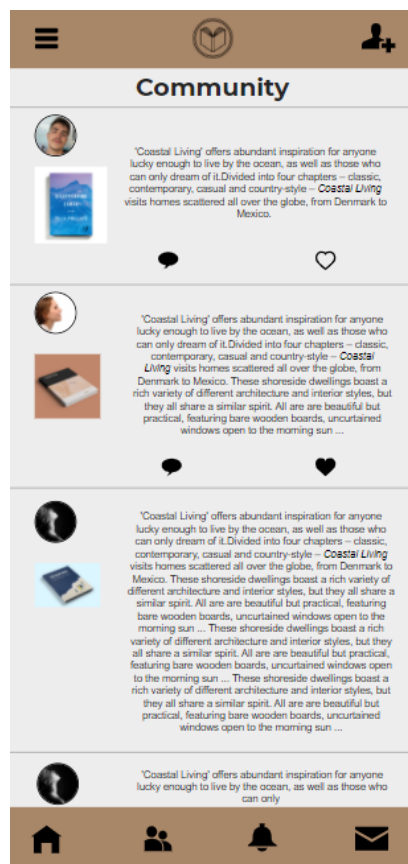 Community
'Coastal Living' offers abundant inspiration for anyone
lucky enough to live by the ocean, as well as those who
can only dream of it.Divided into four chapters – classic,
contemporary, casual and country-style – Coastal Living
visits homes scattered all over the globe, from Denmark to
Mexico.
'Coastal Living' offers abundant inspiration for anyone
lucky enough to live by the ocean, as well as those who
can only dream of it.Divided into four chapters – classic,
contemporary, casual and country-style – Coastal
Living visits homes scattered all over the globe, from
Denmark to Mexico. These shoreside dwellings boast a
rich variety of different architecture and interior styles, but
they all share a similar spirit. All are are beautiful but
practical, featuring bare wooden boards, uncurtained
windows open to the morning sun ...
'Coastal Living' offers abundant inspiration for anyone
lucky enough to live by the ocean, as well as those who
can only dream of it.Divided into four chapters – classic,
contemporary, casual and country-style – Coastal Living
visits homes scattered all over the globe, from Denmark to
Mexico. These shoreside dwellings boast a rich variety of
different architecture and interior styles, but they all share a
similar spirit. All are are beautiful but practical, featuring
bare wooden boards, uncurtained windows open to the
morning sun ... These shoreside dwellings boast a rich
variety of different architecture and interior styles, but they
all share a similar spirit. All are are beautiful but practical,
featuring bare wooden boards, uncurtained windows open
to the morning sun ... These shoreside dwellings boast a
rich variety of different architecture and interior styles, but
they all share a similar spirit. All are are beautiful but
practical, featuring bare wooden boards, uncurtained
windows open to the morning sun ...
'Coastal Living' offers abundant inspiration for anyone
lucky enough to live by the ocean, as well as those who
can only